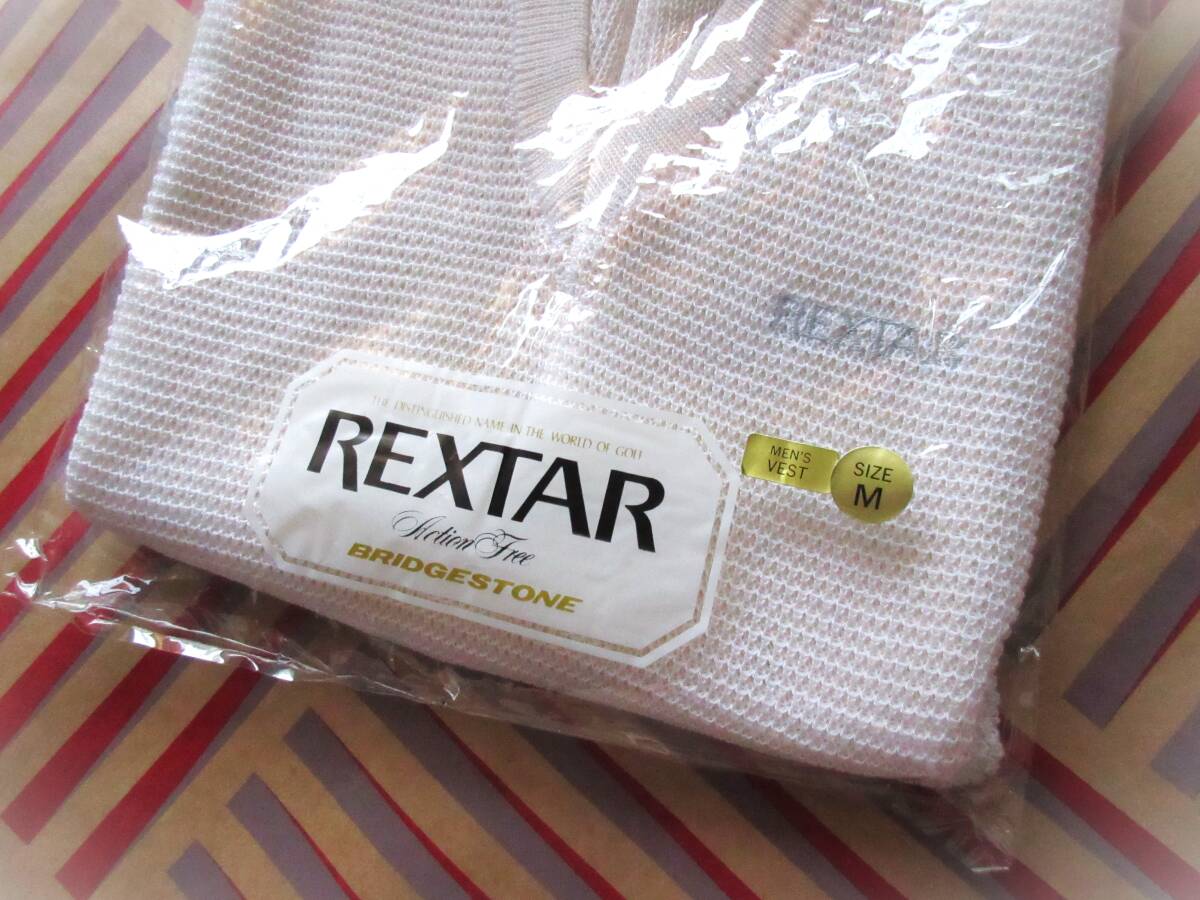 REXTAR
THE DISTINGUISHED NAME IN THE WORLD OF GOLF
REXTAR
Action Free
BRIDGESTONE
MEN'S
VEST
SIZE
M